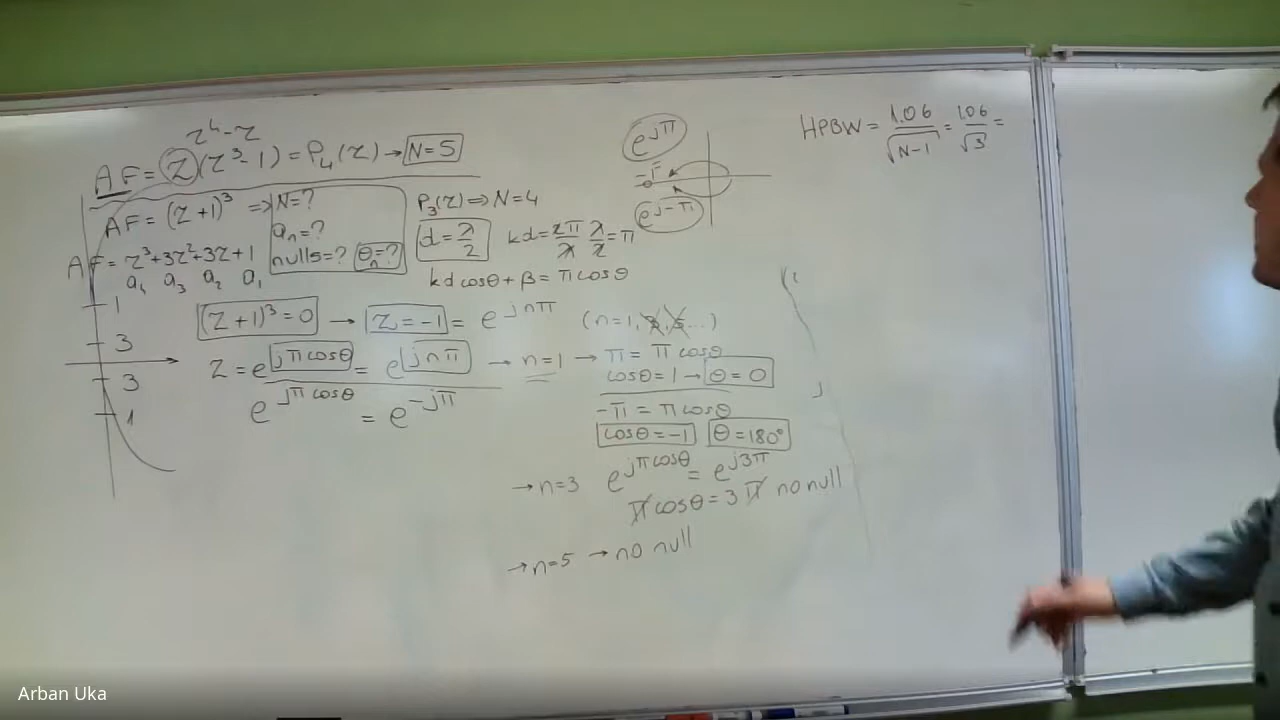 z⁴-z
AF = z(z³-1) = P₄(z) → N=5
AF = (z+1)³ ⇒ N=?
aₙ=?
nulls=? θₙ=?
AF = z³+3z²+3z+1
a₄ a₃ a₂ a₁
1
3
3
1
P₃(z) ⇒ N=4
d = λ/2 kd = 2π/λ λ/2 = π
kd cosθ + β = π cosθ
(z+1)³=0 → z=-1 = e^jnπ (n=1, 2, 3, ...)
z = e^jπcosθ = e^jnπ → n=1 → π = π cosθ
cosθ=1 → θ=0
e^jπcosθ = e^-jπ
-π = π cosθ
cosθ=-1 θ=180°
→ n=3 e^jπcosθ = e^j3π
π cosθ = 3π no null
→ n=5 → no null
e^jπ
e^j-π
HPBW = 1.06/√N-1 = 1.06/√3 =
Arban Uka